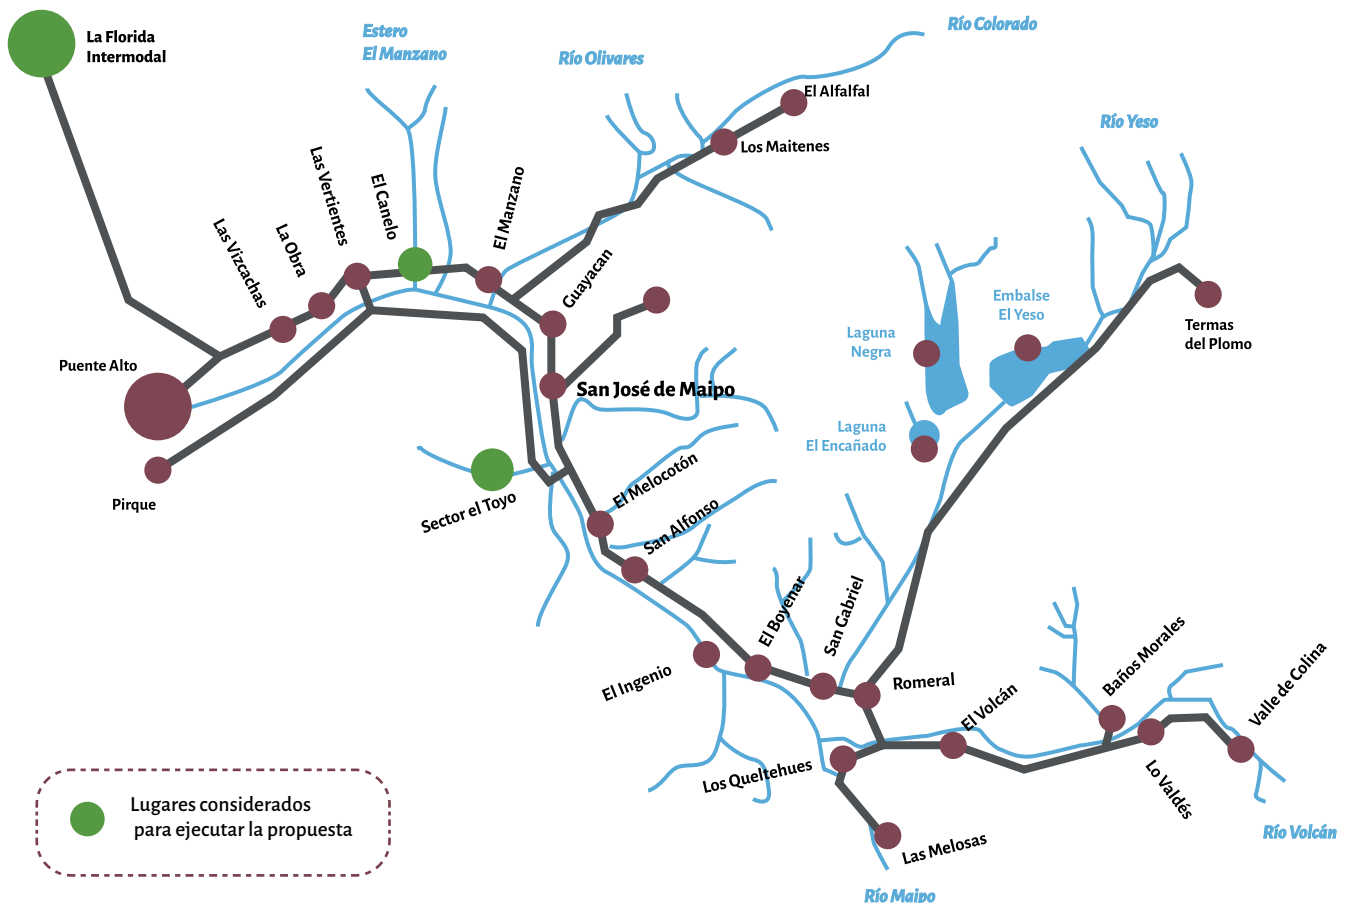 La Florida
Intermodal
Estero
El Manzano
Río Olivares
Río Colorado
El Alfalfal
Los Maitenes
Río Yeso
Las Vizcachas
La Obra
Las Vertientes
El Canelo
El Manzano
Guayacan
Embalse
El Yeso
Laguna
Negra
Termas
del Plomo
Puente Alto
San José de Maipo
Laguna
El Encañado
Pirque
Sector el Toyo
El Melocotón
San Alfonso
El Ingenio
El Boyenar
San Gabriel
Romeral
El Volcán
Baños Morales
Valle de Colina
Los Queltehues
Lo Valdés
Las Melosas
Río Volcán
Río Maipo
Lugares considerados
para ejecutar la propuesta